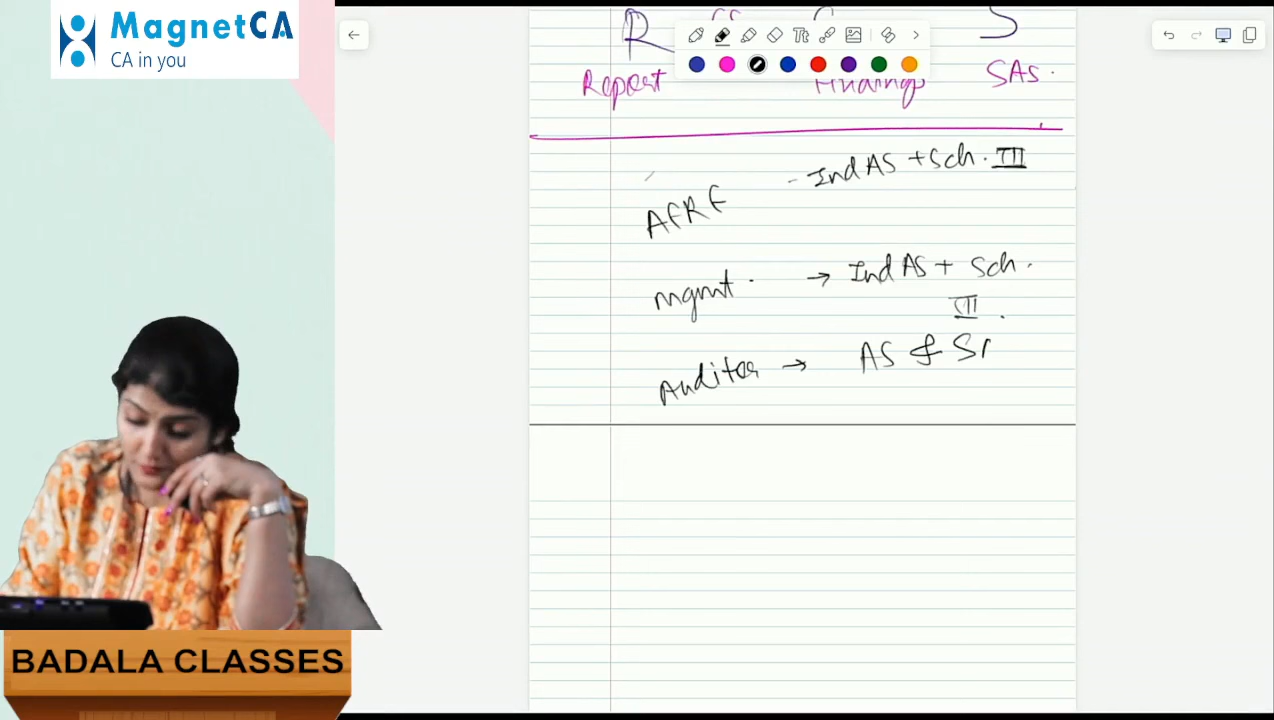 MagnetCA
CA in you
R S
Report Findings SAs.
AFRF - Ind AS + Sch. III
mgmt. → Ind AS + Sch.
III.
Auditor → AS & SA
BADALA CLASSES